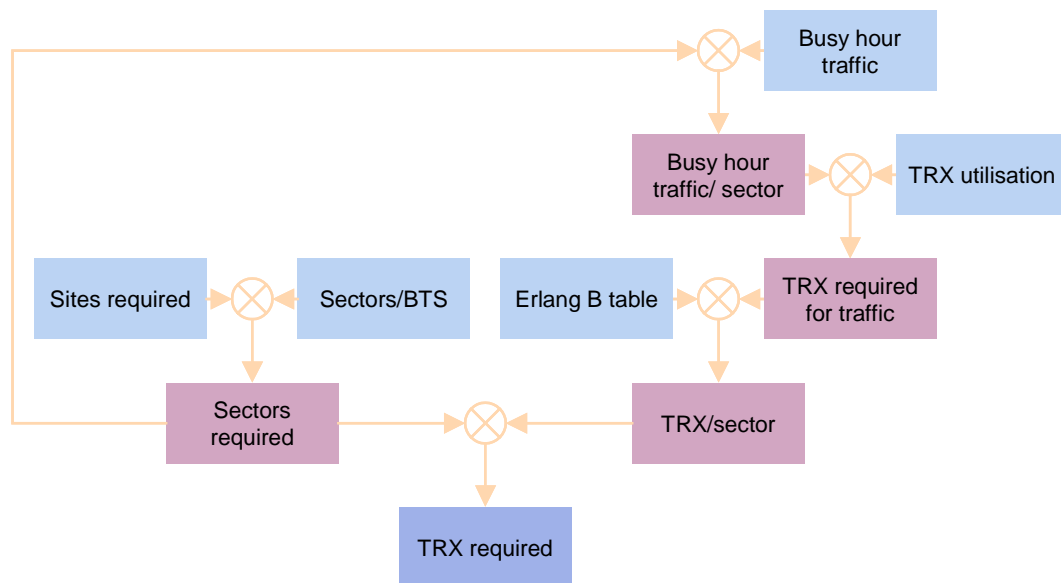 Busy hour
traffic
Busy hour
traffic/ sector
TRX utilisation
Sites required
Sectors/BTS
Erlang B table
TRX required
for traffic
Sectors
required
TRX/sector
TRX required